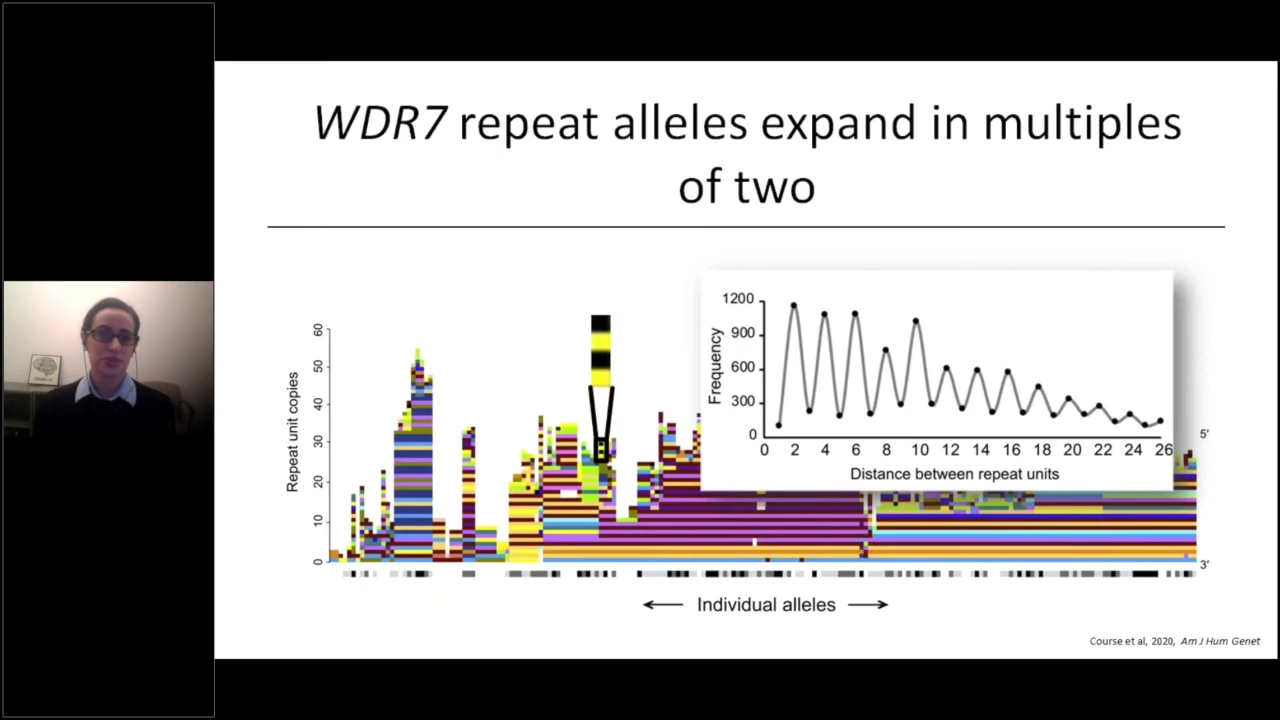 WDR7 repeat alleles expand in multiples
of two
Repeat unit copies
60
50
40
30
20
10
0
Frequency
1200
900
600
300
0
0 2 4 6 8 10 12 14 16 18 20 22 24 26
Distance between repeat units
5'
3'
Individual alleles
Course et al, 2020, Am J Hum Genet